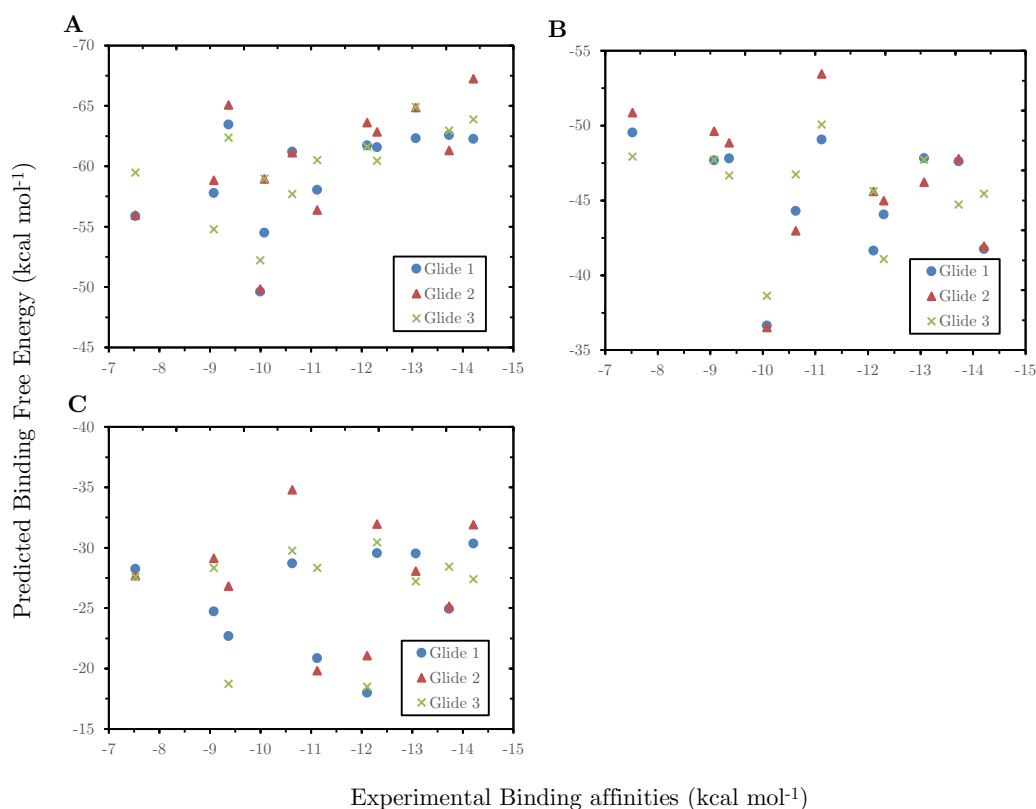 A
-70
-65
-60
-55
-50
-45
-7 -8 -9 -10 -11 -12 -13 -14 -15
Glide 1
Glide 2
Glide 3
B
-55
-50
-45
-40
-35
-7 -8 -9 -10 -11 -12 -13 -14 -15
Glide 1
Glide 2
Glide 3
C
-40
-35
-30
-25
-20
-15
-7 -8 -9 -10 -11 -12 -13 -14 -15
Glide 1
Glide 2
Glide 3
Predicted Binding Free Energy (kcal mol-1)
Experimental Binding affinities (kcal mol-1)